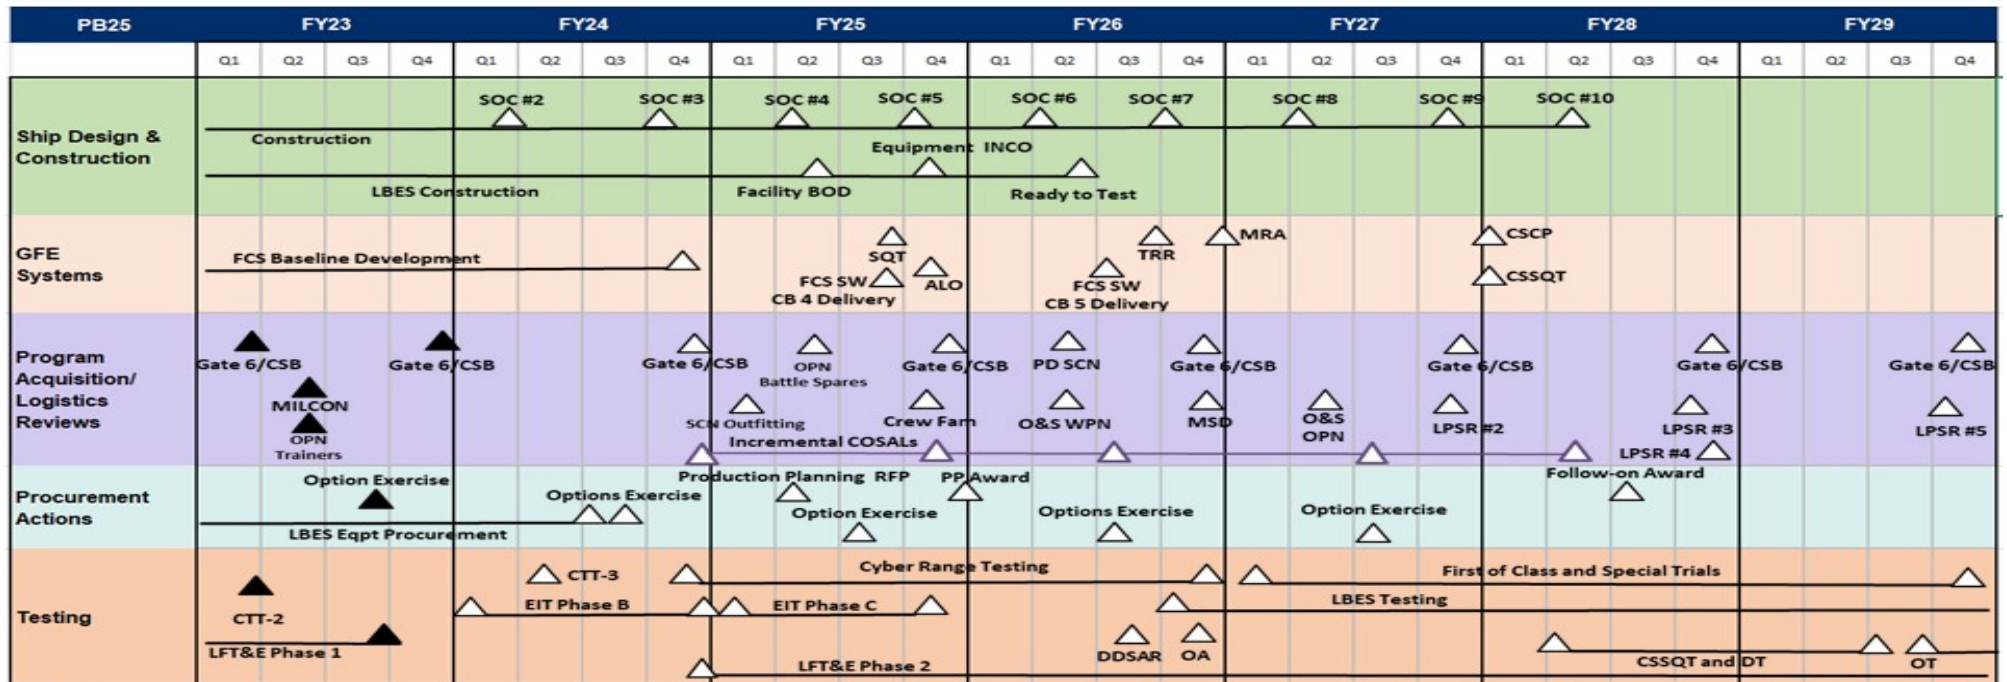 PB25 FY23 FY24 FY25 FY26 FY27 FY28 FY29
Q1 Q2 Q3 Q4 Q1 Q2 Q3 Q4 Q1 Q2 Q3 Q4 Q1 Q2 Q3 Q4 Q1 Q2 Q3 Q4 Q1 Q2 Q3 Q4 Q1 Q2 Q3 Q4
Ship Design &
Construction
SOC #2 SOC #3 SOC #4 SOC #5 SOC #6 SOC #7 SOC #8 SOC #9 SOC #10
Construction
Equipment INCO
LBES Construction
Facility BOD
Ready to Test
GFE
Systems
FCS Baseline Development
SQT
FCS SW
CB 4 Delivery
ALO
TRR
FCS SW
CB 5 Delivery
MRA
CSCP
CSSQT
Program
Acquisition/
Logistics
Reviews
Gate 6/CSB
Gate 6/CSB
Gate 6/CSB
OPN
Battle Spares
Gate 6/CSB
PD SCN
Gate 6/CSB
Gate 6/CSB
Gate 6/CSB
Gate 6/CSB
MILCON
OPN
Trainers
SCN Outfitting
Crew Fam
O&S WPN
MSD
O&S
OPN
LPSR #2
LPSR #3
LPSR #5
Incremental COSALs
LPSR #4
Procurement
Actions
Option Exercise
Options Exercise
Production Planning RFP
PP Award
Follow-on Award
Option Exercise
Options Exercise
Option Exercise
LBES Eqpt Procurement
Testing
CTT-2
CTT-3
Cyber Range Testing
First of Class and Special Trials
EIT Phase B
EIT Phase C
LBES Testing
LFT&E Phase 1
DDSAR
OA
LFT&E Phase 2
CSSQT and DT
OT